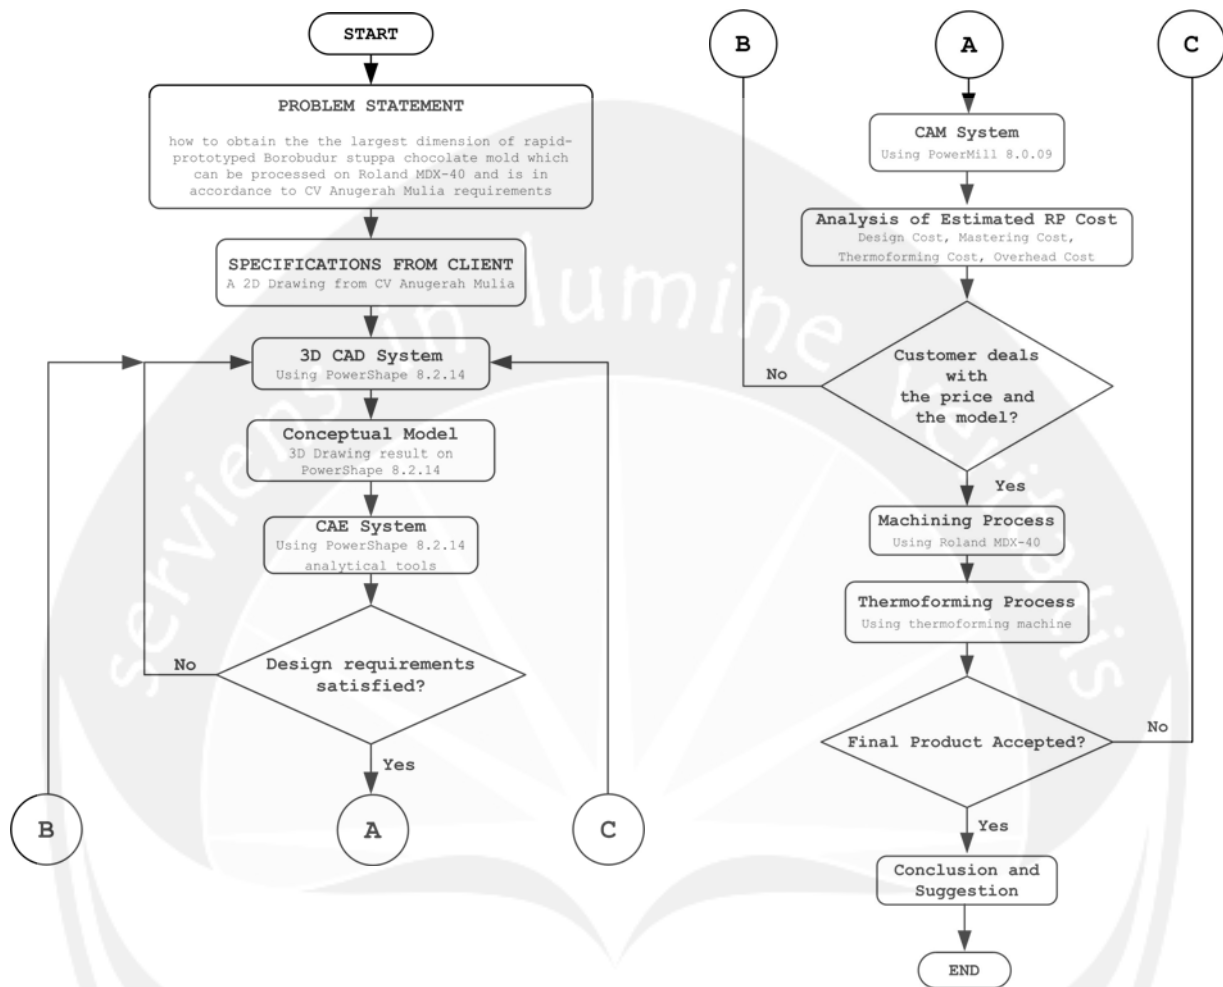 START
PROBLEM STATEMENT
how to obtain the the largest dimension of rapid-
prototyped Borobudur stuppa chocolate mold which
can be processed on Roland MDX-40 and is in
accordance to CV Anugerah Mulia requirements
SPECIFICATIONS FROM CLIENT
A 2D Drawing from CV Anugerah Mulia
3D CAD System
Using PowerShape 8.2.14
Conceptual Model
3D Drawing result on
PowerShape 8.2.14
CAE System
Using PowerShape 8.2.14
analytical tools
No
Design requirements
satisfied?
Yes
B
A
C
B
A
C
CAM System
Using PowerMill 8.0.09
Analysis of Estimated RP Cost
Design Cost, Mastering Cost,
Thermoforming Cost, Overhead Cost
No
Customer deals
with
the price and
the model?
Yes
Machining Process
Using Roland MDX-40
Thermoforming Process
Using thermoforming machine
No
Final Product Accepted?
Yes
Conclusion and
Suggestion
END
serviens in lumine veritatis